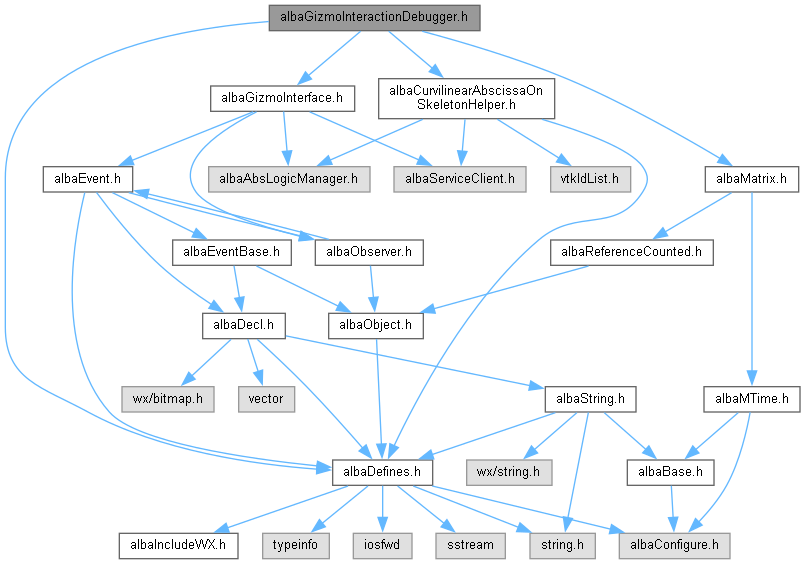 albaGizmoInteractionDebugger.h
albaGizmoInterface.h
albaCurvilinearAbscissaOn
SkeletonHelper.h
albaEvent.h
albaAbsLogicManager.h
albaServiceClient.h
vtkIdList.h
albaMatrix.h
albaEventBase.h
albaObserver.h
albaReferenceCounted.h
albaDecl.h
albaObject.h
wx/bitmap.h
vector
albaString.h
albaMTime.h
albaDefines.h
wx/string.h
albaBase.h
albaIncludeWX.h
typeinfo
iosfwd
sstream
string.h
albaConfigure.h